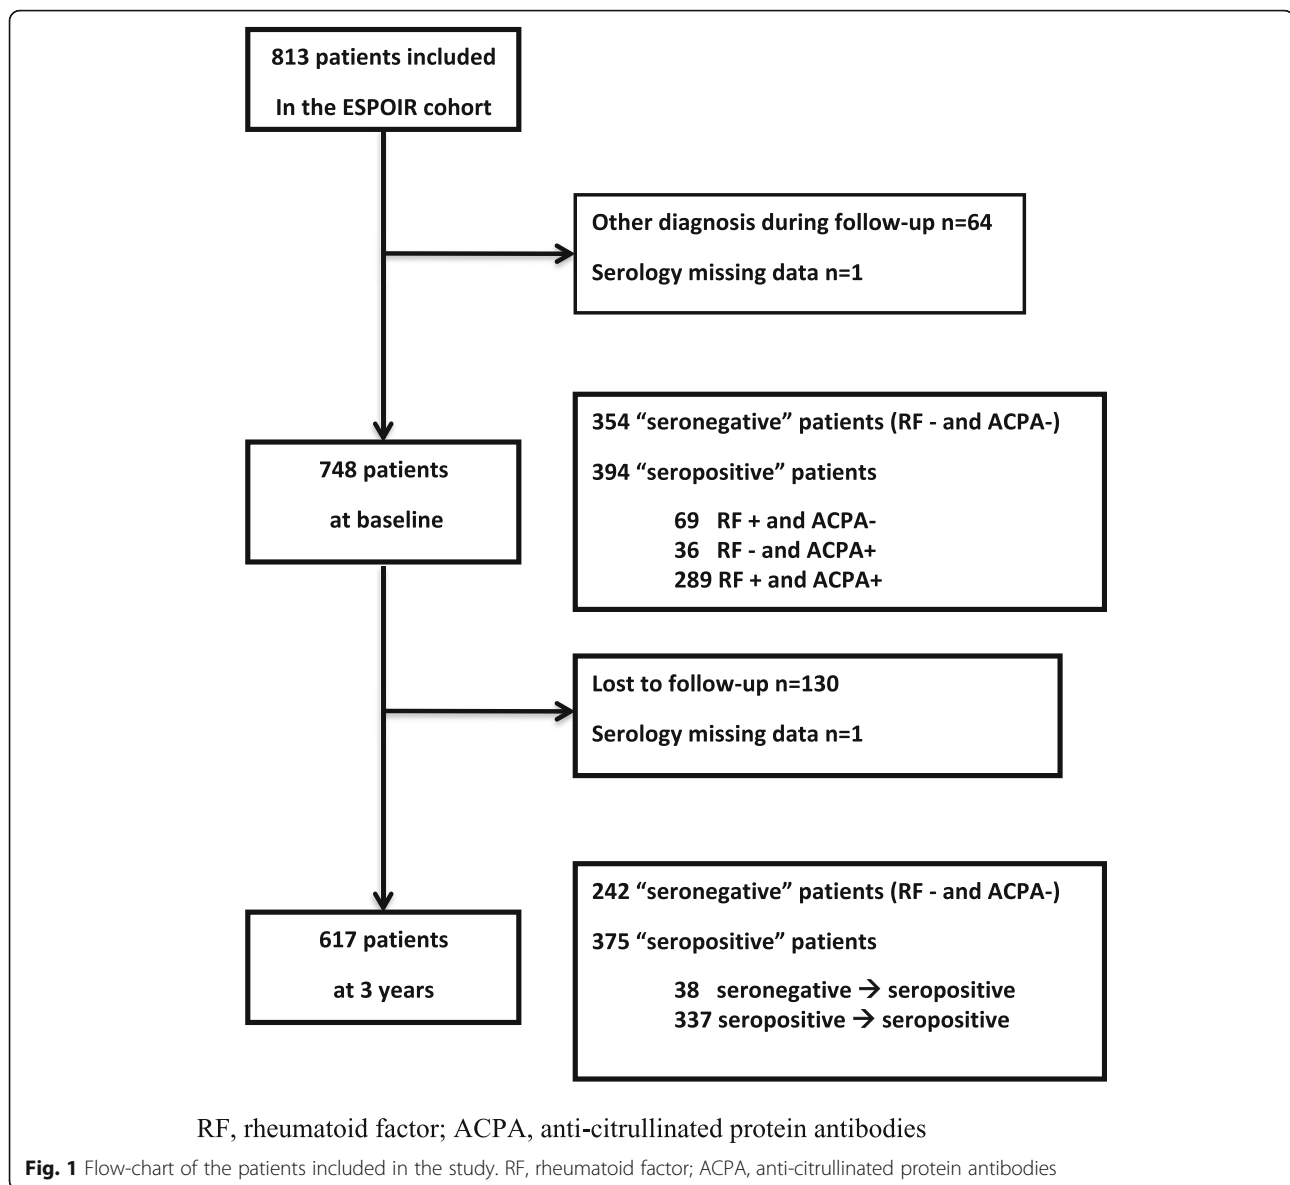 813 patients included
In the ESPOIR cohort
Other diagnosis during follow-up n=64
Serology missing data n=1
748 patients
at baseline
354 “seronegative” patients (RF - and ACPA-)
394 “seropositive” patients
69 RF + and ACPA-
36 RF - and ACPA+
289 RF + and ACPA+
Lost to follow-up n=130
Serology missing data n=1
617 patients
at 3 years
242 “seronegative” patients (RF - and ACPA-)
375 “seropositive” patients
38 seronegative → seropositive
337 seropositive → seropositive
RF, rheumatoid factor; ACPA, anti-citrullinated protein antibodies
Fig. 1 Flow-chart of the patients included in the study. RF, rheumatoid factor; ACPA, anti-citrullinated protein antibodies